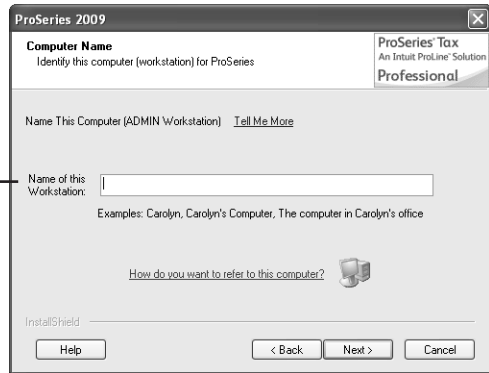 ProSeries 2009
Computer Name
Identify this computer (workstation) for ProSeries
ProSeries® Tax
An Intuit ProLine® Solution
Professional
Name This Computer (ADMIN Workstation) Tell Me More
Name of this
Workstation:
Examples: Carolyn, Carolyn's Computer, The computer in Carolyn's office
How do you want to refer to this computer?
InstallShield
Help < Back Next > Cancel